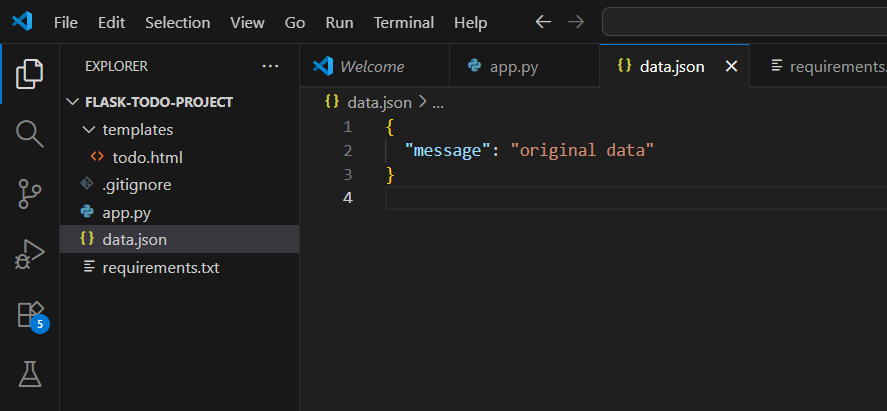 File Edit Selection View Go Run Terminal Help
EXPLORER ...
FLASK-TODO-PROJECT
templates
<> todo.html
.gitignore
app.py
{} data.json
requirements.txt
5
Welcome app.py {} data.json × requirements.
{} data.json > ...
1 {
2 "message": "original data"
3 }
4